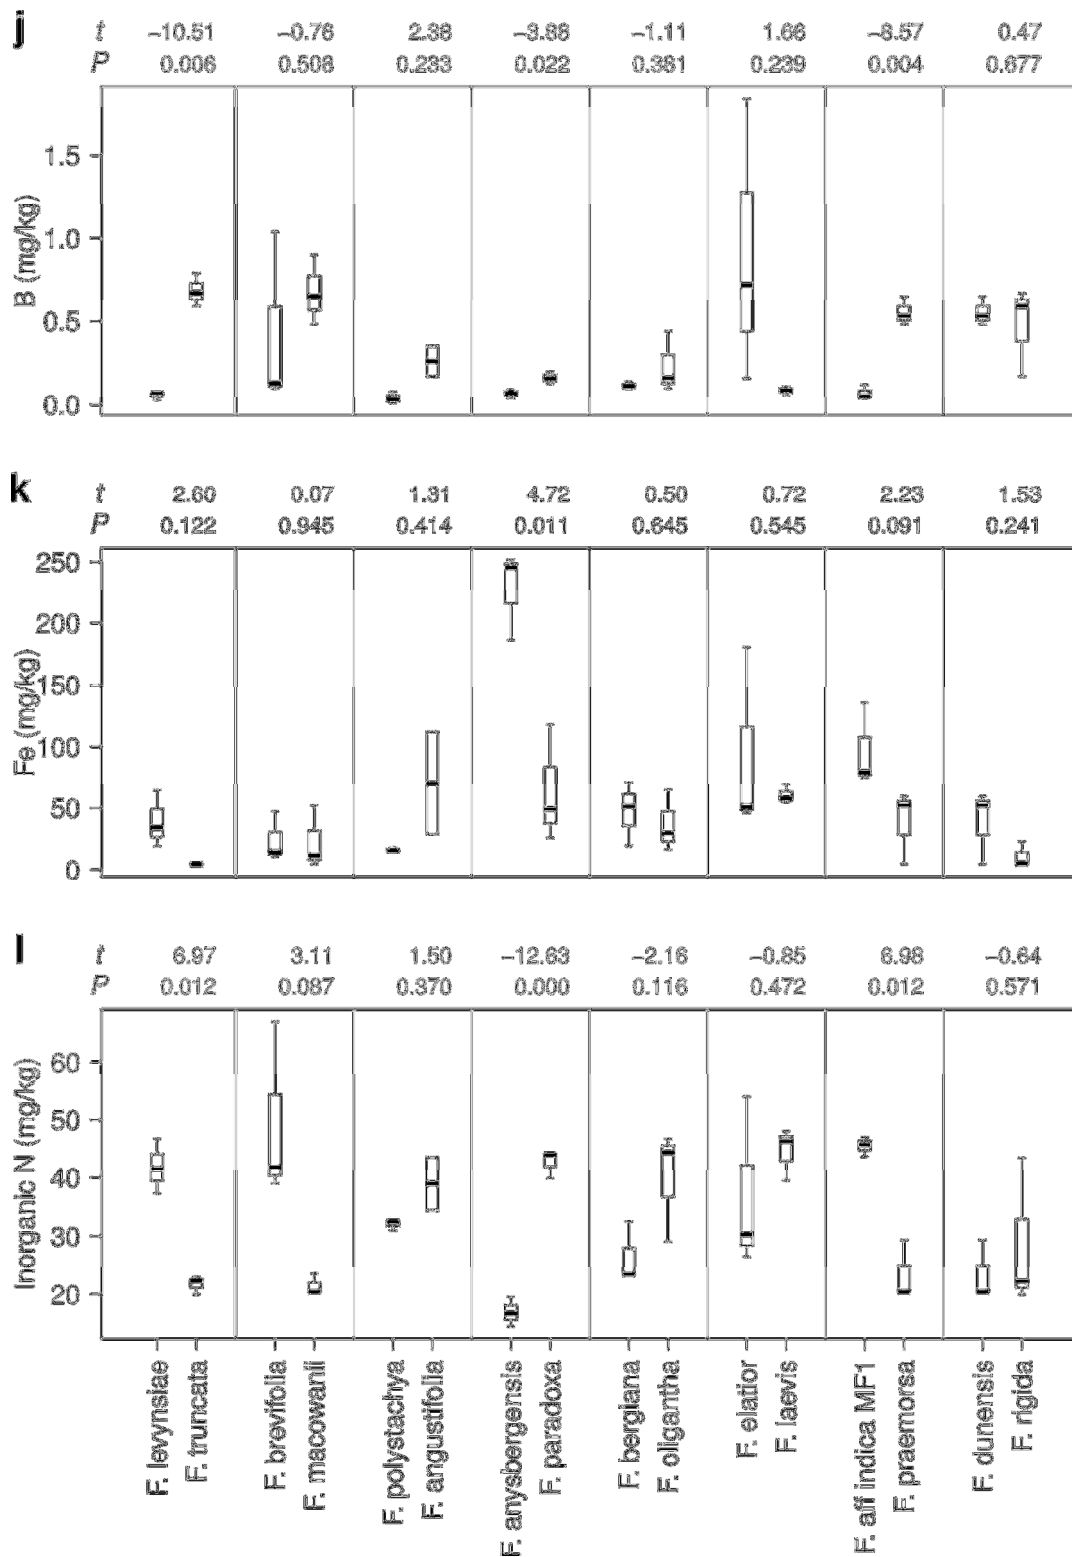 j
t −10.51 −0.76 2.38 −3.88 −1.11 1.66 −8.57 0.47
P 0.006 0.508 0.233 0.022 0.381 0.239 0.004 0.677
B (mg/kg)
1.5
1.0
0.5
0.0
k
t 2.60 0.07 1.31 4.72 0.50 0.72 2.23 1.53
P 0.122 0.945 0.414 0.011 0.645 0.545 0.091 0.241
Fe (mg/kg)
250
200
150
100
50
0
l
t 6.97 3.11 1.50 −12.63 −2.16 −0.85 6.98 −0.64
P 0.012 0.087 0.370 0.000 0.116 0.472 0.012 0.571
Inorganic N (mg/kg)
60
50
40
30
20
F. levynsiae
F. truncata
F. brevifolia
F. macowanii
F. polystachya
F. angustifolia
F. anysbergensis
F. paradoxa
F. bergiana
F. oligantha
F. elatior
F. laevis
F. aff indica MF1
F. praemorsa
F. dunensis
F. rigida